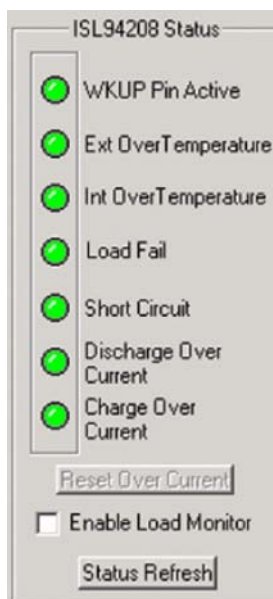 ISL94208 Status
WKUP Pin Active
Ext OverTemperature
Int OverTemperature
Load Fail
Short Circuit
Discharge Over
Current
Charge Over
Current
Reset Over Current
Enable Load Monitor
Status Refresh